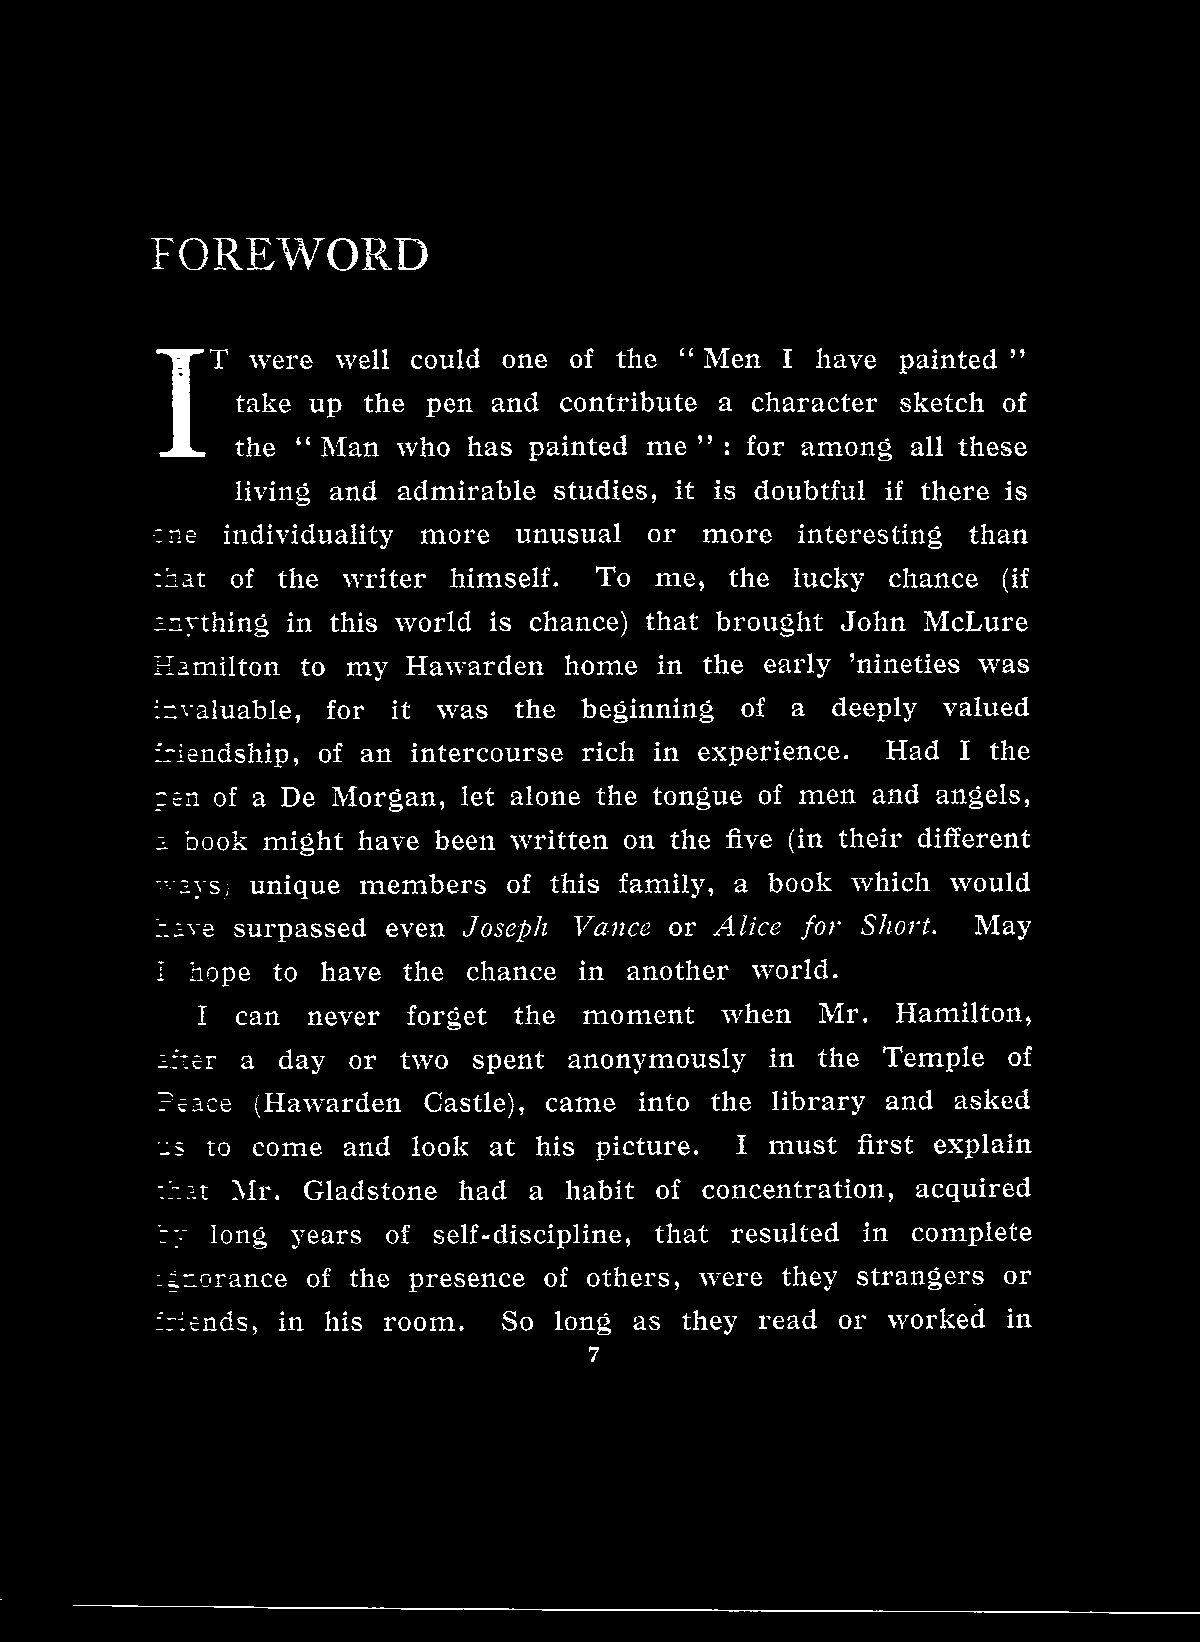 FOREWORD
IT were well could one of the “Men I have painted”
take up the pen and contribute a character sketch of
the “Man who has painted me”: for among all these
living and admirable studies, it is doubtful if there is
one individuality more unusual or more interesting than
that of the writer himself. To me, the lucky chance (if
anything in this world is chance) that brought John McLure
Hamilton to my Hawarden home in the early ’nineties was
invaluable, for it was the beginning of a deeply valued
friendship, of an intercourse rich in experience. Had I the
pen of a De Morgan, let alone the tongue of men and angels,
a book might have been written on the five (in their different
ways) unique members of this family, a book which would
have surpassed even Joseph Vance or Alice for Short. May
I hope to have the chance in another world.
I can never forget the moment when Mr. Hamilton,
after a day or two spent anonymously in the Temple of
Peace (Hawarden Castle), came into the library and asked
us to come and look at his picture. I must first explain
that Mr. Gladstone had a habit of concentration, acquired
by long years of self-discipline, that resulted in complete
ignorance of the presence of others, were they strangers or
friends, in his room. So long as they read or worked in
7